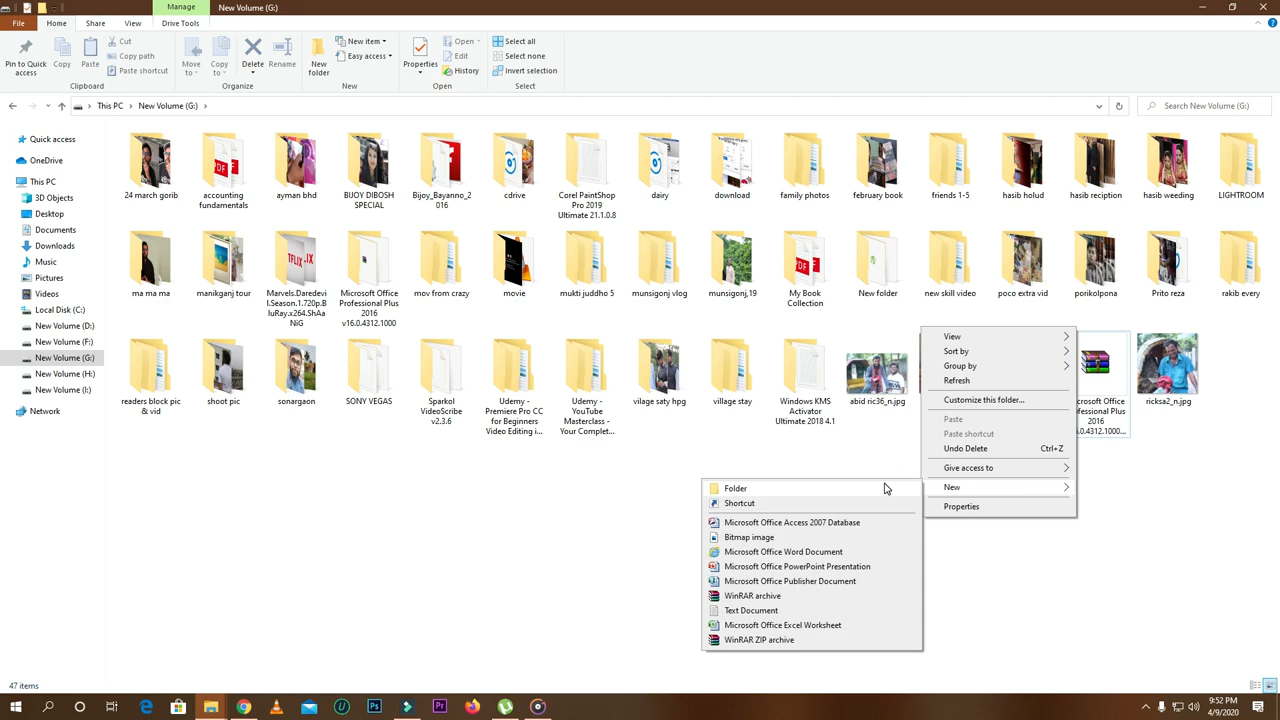 Manage
New Volume (G:)
File
Home
Share
View
Drive Tools
Pin to Quick
access
Copy
Paste
Cut
Copy path
Paste shortcut
Move
to
Copy
to
Delete
Rename
New
folder
New item
Easy access
Properties
Open
Edit
History
Select all
Select none
Invert selection
Clipboard
Organize
New
Open
Select
This PC
New Volume (G:)
Search New Volume (G:)
Quick access
OneDrive
This PC
3D Objects
Desktop
Documents
Downloads
Music
Pictures
Videos
Local Disk (C:)
New Volume (D:)
New Volume (F:)
New Volume (G:)
New Volume (H:)
New Volume (I:)
Network
24 march gorib
accounting
fundamentals
ayman bhd
BIJOY DIBOSH
SPECIAL
Bijoy_Bayanno_2
016
cdrive
Corel PaintShop
Pro 2019
Ultimate 21.1.0.8
dairy
download
family photos
february book
friends 1-5
hasib holud
hasib reciption
hasib weeding
LIGHTROOM
ma ma ma
manikganj tour
Marvels.Daredevi
l.Season.1.720p.B
luRay.x264.ShAa
NiG
Microsoft Office
Professional Plus
2016
v16.0.4312.1000
mov from crazy
movie
mukti juddho 5
munsigonj vlog
munsigonj,19
My Book
Collection
New folder
new skill video
poco extra vid
porikolpona
Prito reza
rakib every
readers block pic
& vid
shoot pic
sonargaon
SONY VEGAS
Sparkol
VideoScribe
v2.3.6
Udemy -
Premiere Pro CC
for Beginners
Video Editing i...
Udemy -
YouTube
Masterclass -
Your Complet...
vilage saty hpg
village stay
Windows KMS
Activator
Ultimate 2018 4.1
abid ric36_n.jpg
crosoft Office
ofessional Plus
2016
.0.4312.1000...
ricksa2_n.jpg
View
Sort by
Group by
Refresh
Customize this folder...
Paste
Paste shortcut
Undo Delete Ctrl+Z
Give access to
New
Properties
Folder
Shortcut
Microsoft Office Access 2007 Database
Bitmap image
Microsoft Office Word Document
Microsoft Office PowerPoint Presentation
Microsoft Office Publisher Document
WinRAR archive
Text Document
Microsoft Office Excel Worksheet
WinRAR ZIP archive
47 items
9:52 PM
4/9/2020